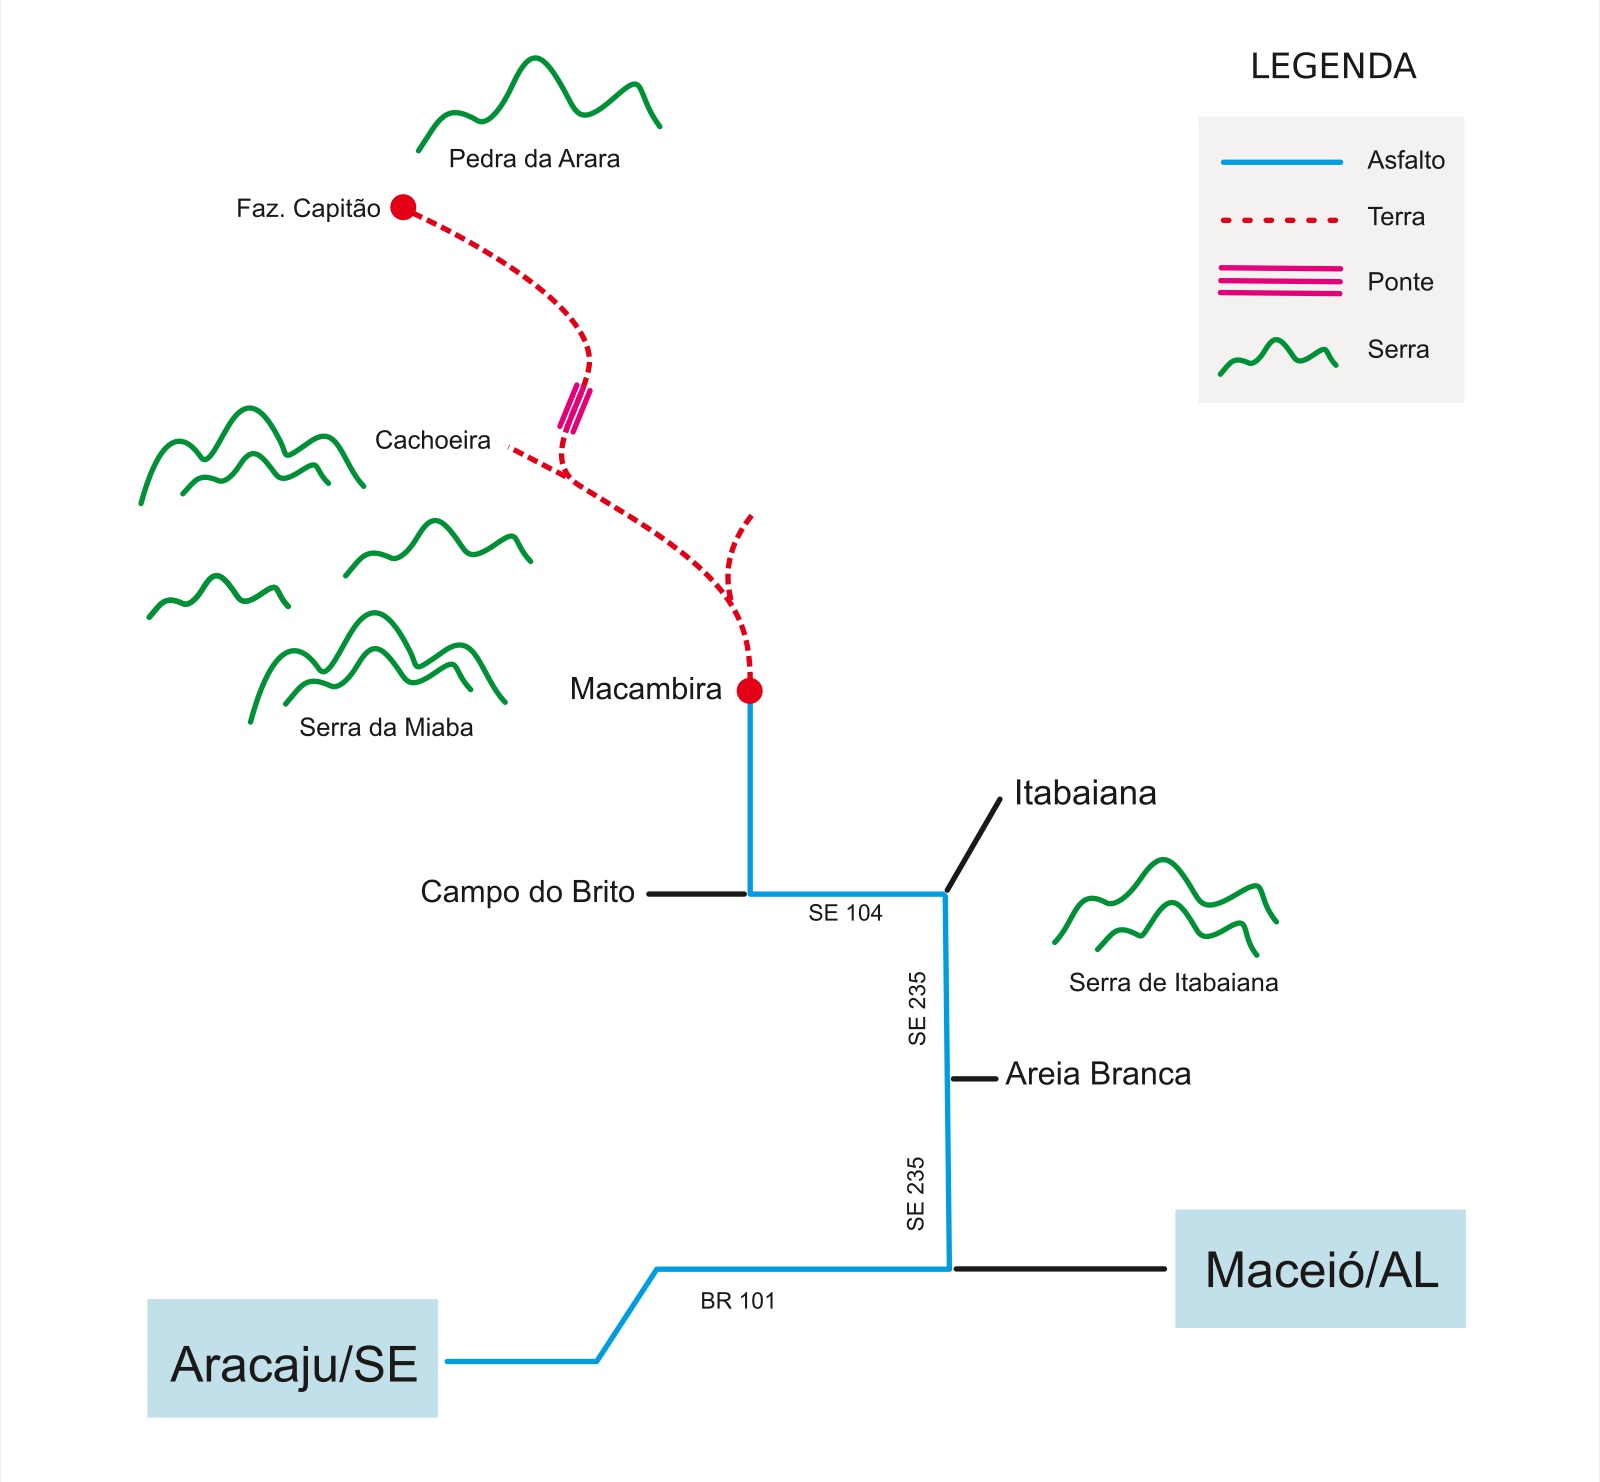 LEGENDA
Asfalto
Terra
Ponte
Serra
Pedra da Arara
Faz. Capitão
Cachoeira
Serra da Miaba
Macambira
Itabaiana
Campo do Brito
SE 104
Serra de Itabaiana
SE 235
Areia Branca
SE 235
Maceió/AL
BR 101
Aracaju/SE